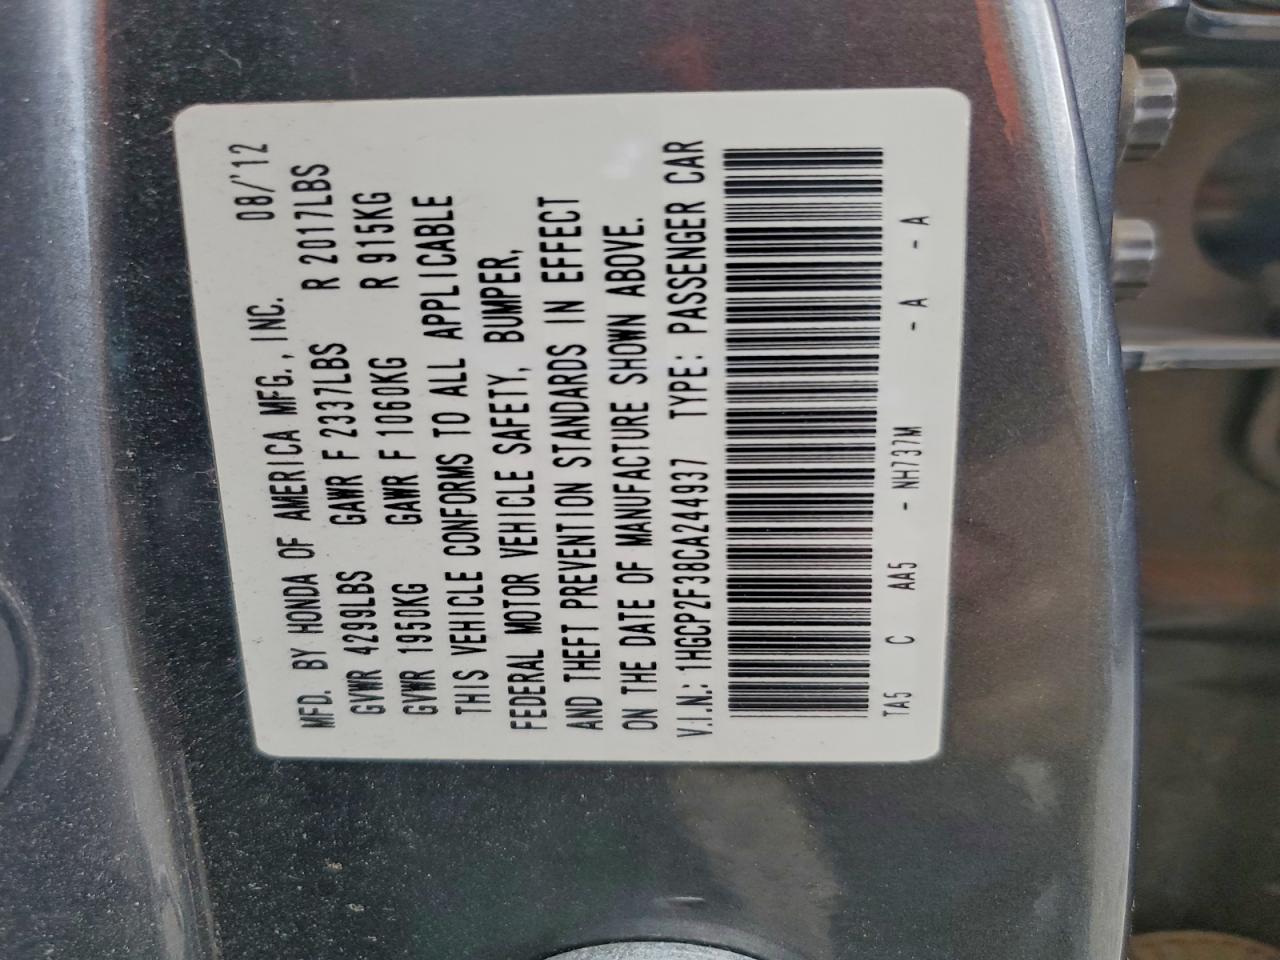 MFD. BY HONDA OF AMERICA MFG., INC. 08/'12
GVWR 4299LBS GAWR F 2337LBS R 2017LBS
GVWR 1950KG GAWR F 1060KG R 915KG
THIS VEHICLE CONFORMS TO ALL APPLICABLE
FEDERAL MOTOR VEHICLE SAFETY, BUMPER,
AND THEFT PREVENTION STANDARDS IN EFFECT
ON THE DATE OF MANUFACTURE SHOWN ABOVE.
V.I.N.: 1HGCP2F38CA244937 TYPE: PASSENGER CAR
TA5 C AA5 - NH737M - A - A